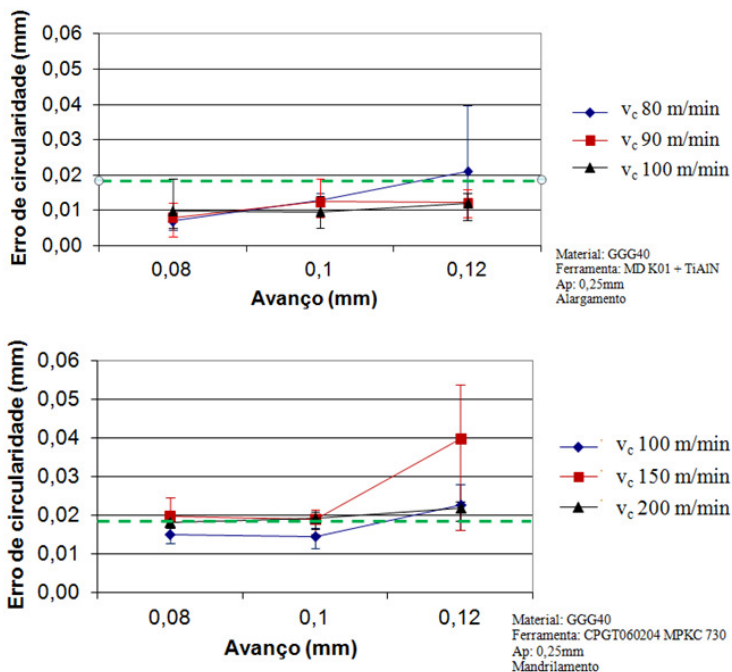 Erro de circularidade (mm)
0,06
0,05
0,04
0,03
0,02
0,01
0,00
0,08
0,1
0,12
Avanço (mm)
vc 80 m/min
vc 90 m/min
vc 100 m/min
Material: GGG40
Ferramenta: MD K01 + TiAlN
Ap: 0,25mm
Alargamento
Erro de circularidade (mm)
0,06
0,05
0,04
0,03
0,02
0,01
0,00
0,08
0,1
0,12
Avanço (mm)
vc 100 m/min
vc 150 m/min
vc 200 m/min
Material: GGG40
Ferramenta: CPGT060204 MPKC 730
Ap: 0,25mm
Mandrilamento